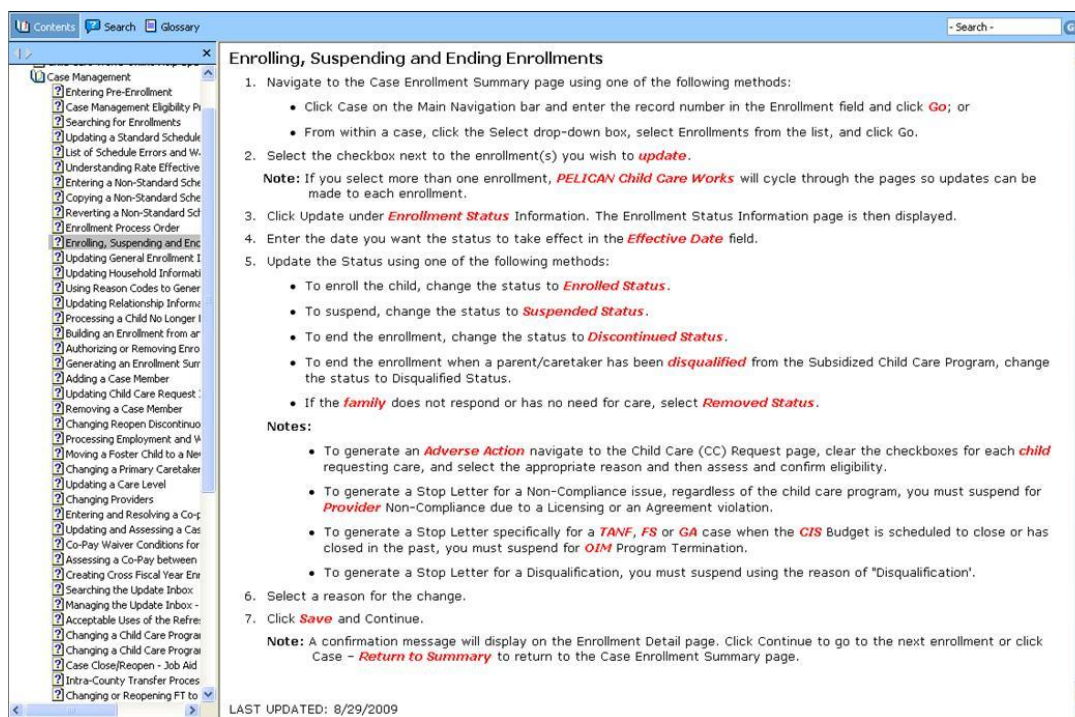 Contents Search Glossary
- Search -
Case Management
Entering Pre-Enrollment
Case Management Eligibility
Searching for Enrollments
Updating a Standard Schedule
List of Schedule Errors and
Understanding Rate Effective
Entering a Non-Standard Sche
Copying a Non-Standard Sche
Reverting a Non-Standard Sch
Enrollment Process Order
Enrolling, Suspending and End
Updating General Enrollment I
Updating Household Informati
Using Reason Codes to Gener
Updating Relationship Informa
Processing a Child No Longer
Building an Enrollment from
Authorizing or Removing Enro
Generating an Enrollment Sum
Adding a Case Member
Updating Child Care Request
Removing a Case Member
Changing Reopen Discontinuo
Processing Employment and
Moving a Foster Child to a Ne
Changing a Primary Caretaker
Updating a Care Level
Changing Providers
Entering and Resolving a Co-p
Updating and Assessing a Cas
Co-Pay Waiver Conditions for
Assessing a Co-Pay between
Creating Cross Fiscal Year Enr
Searching the Update Inbox
Managing the Update Inbox -
Acceptable Uses of the Refre
Changing a Child Care Program
Changing a Child Care Program
Case Close/Reopen - Job Aid
Intra-County Transfer Proces
Changing or Reopening FT to
Enrolling, Suspending and Ending Enrollments
1. Navigate to the Case Enrollment Summary page using one of the following methods:
• Click Case on the Main Navigation bar and enter the record number in the Enrollment field and click Go; or
• From within a case, click the Select drop-down box, select Enrollments from the list, and click Go.
2. Select the checkbox next to the enrollment(s) you wish to update.
Note: If you select more than one enrollment, PELICAN Child Care Works will cycle through the pages so updates can be
made to each enrollment.
3. Click Update under Enrollment Status Information. The Enrollment Status Information page is then displayed.
4. Enter the date you want the status to take effect in the Effective Date field.
5. Update the Status using one of the following methods:
• To enroll the child, change the status to Enrolled Status.
• To suspend, change the status to Suspended Status.
• To end the enrollment, change the status to Discontinued Status.
• To end the enrollment when a parent/caretaker has been disqualified from the Subsidized Child Care Program, change
the status to Disqualified Status.
• If the family does not respond or has no need for care, select Removed Status.
Notes:
• To generate an Adverse Action navigate to the Child Care (CC) Request page, clear the checkboxes for each child
requesting care, and select the appropriate reason and then assess and confirm eligibility.
• To generate a Stop Letter for a Non-Compliance issue, regardless of the child care program, you must suspend for
Provider Non-Compliance due to a Licensing or an Agreement violation.
• To generate a Stop Letter specifically for a TANF, FS or GA case when the CIS Budget is scheduled to close or has
closed in the past, you must suspend for OIM Program Termination.
• To generate a Stop Letter for a Disqualification, you must suspend using the reason of "Disqualification'.
6. Select a reason for the change.
7. Click Save and Continue.
Note: A confirmation message will display on the Enrollment Detail page. Click Continue to go to the next enrollment or click
Case – Return to Summary to return to the Case Enrollment Summary page.
LAST UPDATED: 8/29/2009